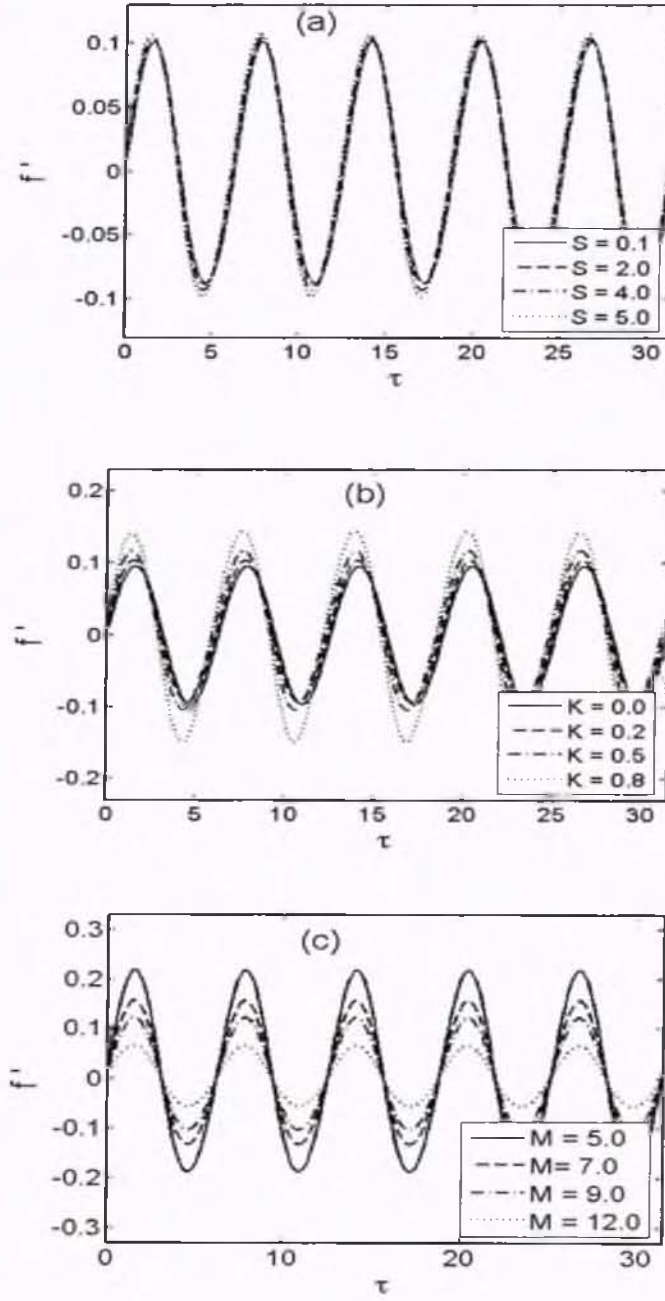 (a)
0.1
0.05
0
-0.05
-0.1
f'
S = 0.1
S = 2.0
S = 4.0
S = 5.0
0 5 10 15 20 25 30
τ
(b)
0.2
0.1
0
-0.1
-0.2
f'
K = 0.0
K = 0.2
K = 0.5
K = 0.8
0 5 10 15 20 25 30
τ
(c)
0.3
0.2
0.1
0
-0.1
-0.2
-0.3
f'
M = 5.0
M= 7.0
M = 9.0
M = 12.0
0 5 10 15 20 25 30
τ